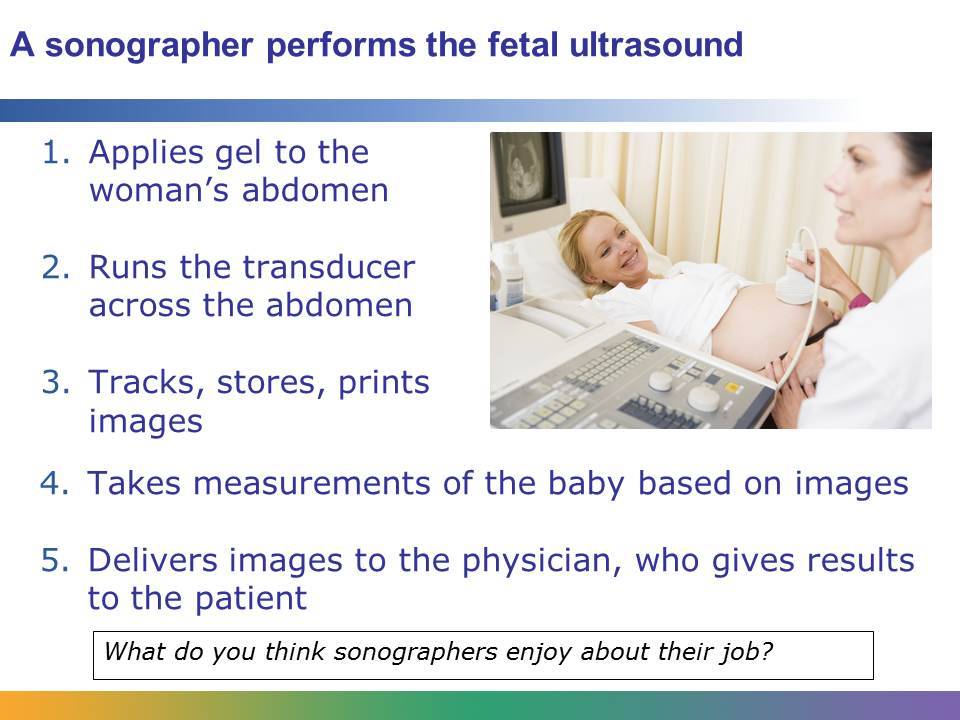 A sonographer performs the fetal ultrasound
1. Applies gel to the
woman’s abdomen
2. Runs the transducer
across the abdomen
3. Tracks, stores, prints
images
4. Takes measurements of the baby based on images
5. Delivers images to the physician, who gives results
to the patient
What do you think sonographers enjoy about their job?